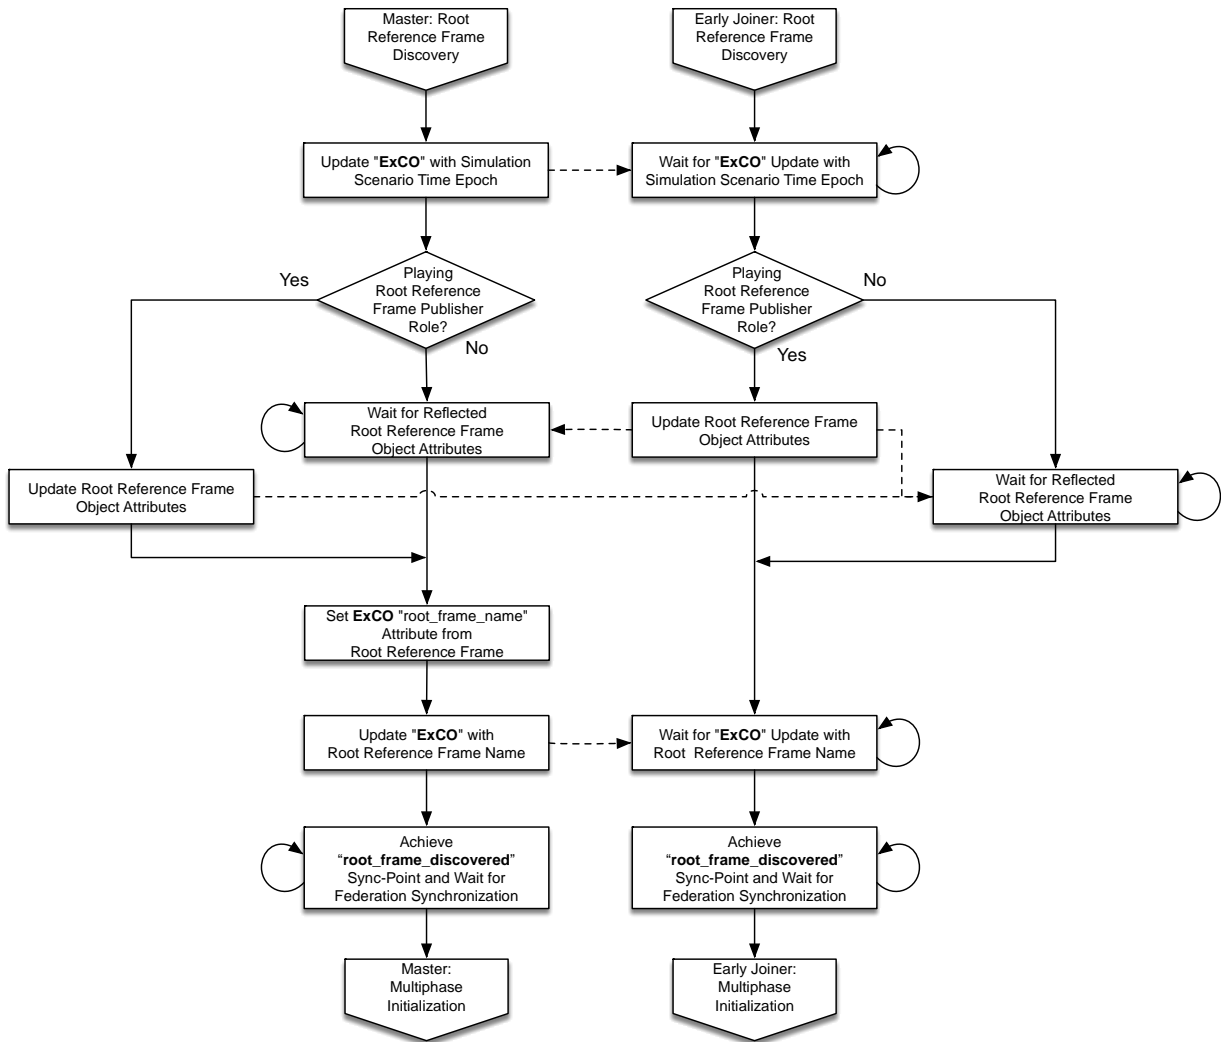 Master: Root
Reference Frame
Discovery
Early Joiner: Root
Reference Frame
Discovery
Update "ExCO" with Simulation
Scenario Time Epoch
Wait for "ExCO" Update with
Simulation Scenario Time Epoch
Yes
Playing
Root Reference
Frame Publisher
Role?
No
Playing
Root Reference
Frame Publisher
Role?
No
Yes
Wait for Reflected
Root Reference Frame
Object Attributes
Update Root Reference Frame
Object Attributes
Update Root Reference Frame
Object Attributes
Wait for Reflected
Root Reference Frame
Object Attributes
Set ExCO "root_frame_name"
Attribute from
Root Reference Frame
Update "ExCO" with
Root Reference Frame Name
Wait for "ExCO" Update with
Root Reference Frame Name
Achieve
“root_frame_discovered”
Sync-Point and Wait for
Federation Synchronization
Achieve
“root_frame_discovered”
Sync-Point and Wait for
Federation Synchronization
Master:
Multiphase
Initialization
Early Joiner:
Multiphase
Initialization